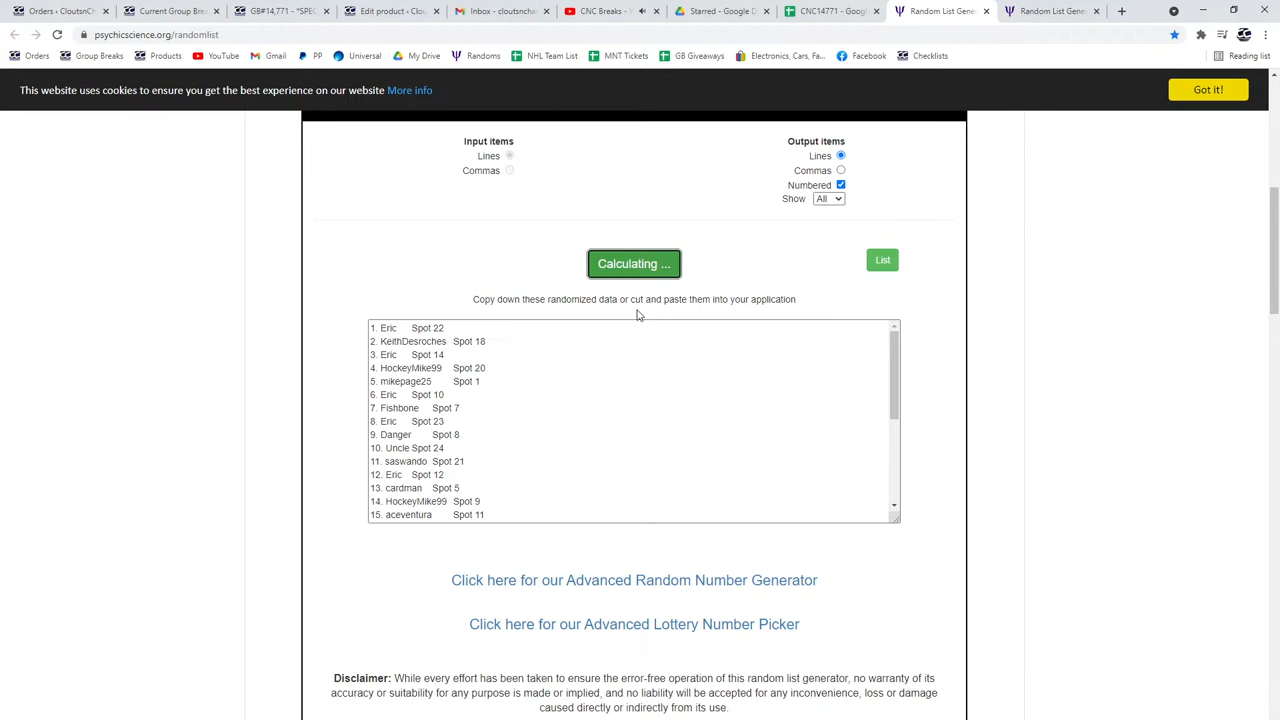 Orders ‹ CloutsnCh
Current Group Break
GB#14,771 - "SPEC
Edit product ‹ Clou
Inbox - cloutsnchar
CNC Breaks -
Starred - Google D
CNC14771 - Google
Random List Gene
Random List Gene
psychicscience.org/randomlist
Orders
Group Breaks
Products
YouTube
Gmail
PP
Universal
My Drive
Randoms
NHL Team List
MNT Tickets
GB Giveaways
Electronics, Cars, Fa...
Facebook
Checklists
Reading list
This website uses cookies to ensure you get the best experience on our website More info
Got it!
Input items
Lines
Commas
Output items
Lines
Commas
Numbered
Show All
Calculating ...
List
Copy down these randomized data or cut and paste them into your application
1. Eric Spot 22
2. KeithDesroches Spot 18
3. Eric Spot 14
4. HockeyMike99 Spot 20
5. mikepage25 Spot 1
6. Eric Spot 10
7. Fishbone Spot 7
8. Eric Spot 23
9. Danger Spot 8
10. Uncle Spot 24
11. saswando Spot 21
12. Eric Spot 12
13. cardman Spot 5
14. HockeyMike99 Spot 9
15. aceventura Spot 11
Click here for our Advanced Random Number Generator
Click here for our Advanced Lottery Number Picker
Disclaimer: While every effort has been taken to ensure the error-free operation of this random list generator, no warranty of its
accuracy or suitability for any purpose is made or implied, and no liability will be accepted for any inconvenience, loss or damage
caused directly or indirectly from its use.